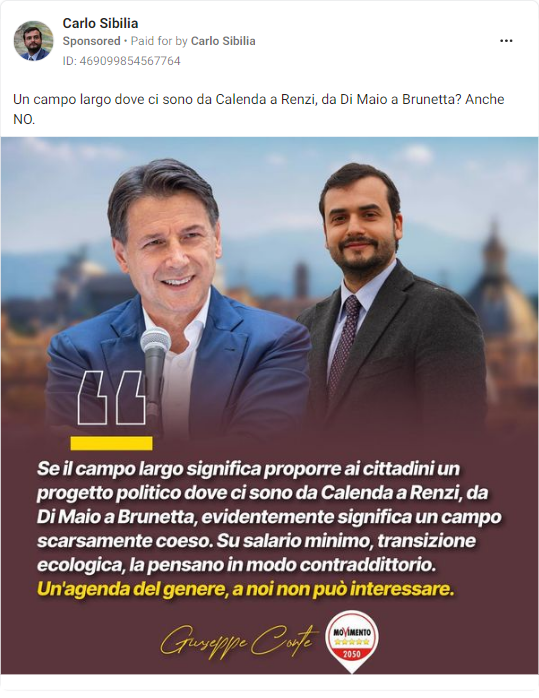 Carlo Sibilia
Sponsored • Paid for by Carlo Sibilia
ID: 469099854567764
Un campo largo dove ci sono da Calenda a Renzi, da Di Maio a Brunetta? Anche
NO.
Se il campo largo significa proporre ai cittadini un
progetto politico dove ci sono da Calenda a Renzi, da
Di Maio a Brunetta, evidentemente significa un campo
scarsamente coeso. Su salario minimo, transizione
ecologica, la pensano in modo contraddittorio.
Un'agenda del genere, a noi non può interessare.
Giuseppe Conte
MOVIMENTO
2050